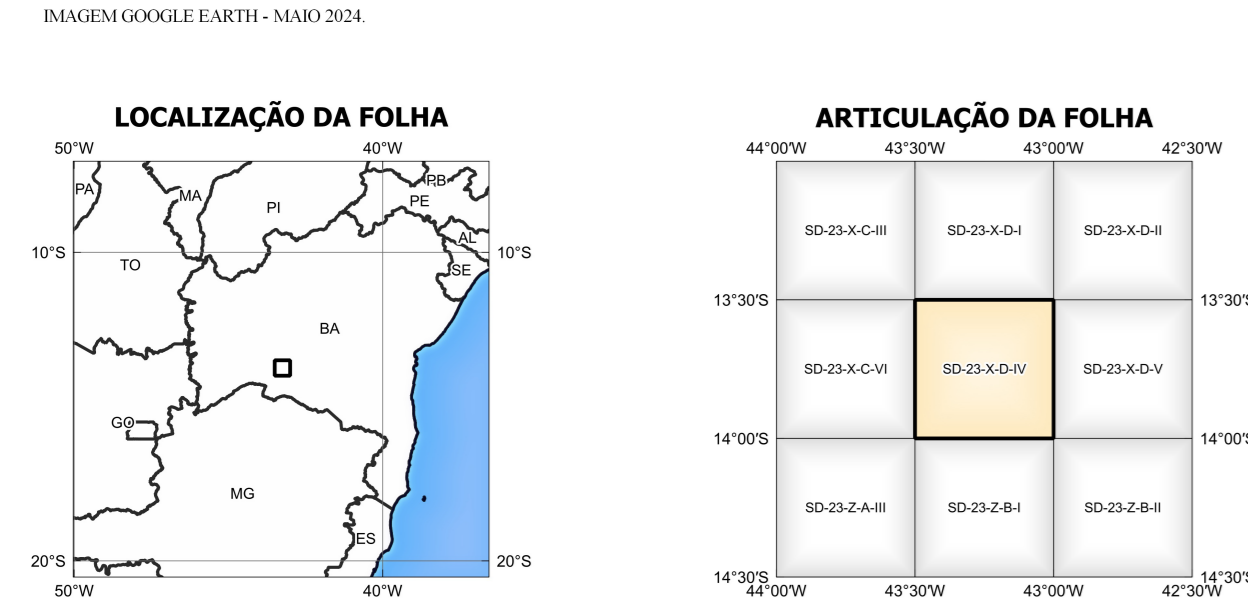 IMAGEM GOOGLE EARTH - MAIO 2024.
LOCALIZAÇÃO DA FOLHA
50°W 40°W
PA MA PB
PI PE
AL
10°S 10°S
TO SE
BA
GO
MG
ES
20°S 20°S
50°W 40°W
ARTICULAÇÃO DA FOLHA
44°00'W 43°30'W 43°00'W 42°30'W
SD-23-X-C-III SD-23-X-D-I SD-23-X-D-II
13°30'S 13°30'S
SD-23-X-C-VI SD-23-X-D-IV SD-23-X-D-V
14°00'S 14°00'S
SD-23-Z-A-III SD-23-Z-B-I SD-23-Z-B-II
14°30'S 14°30'S
44°00'W 43°30'W 43°00'W 42°30'W